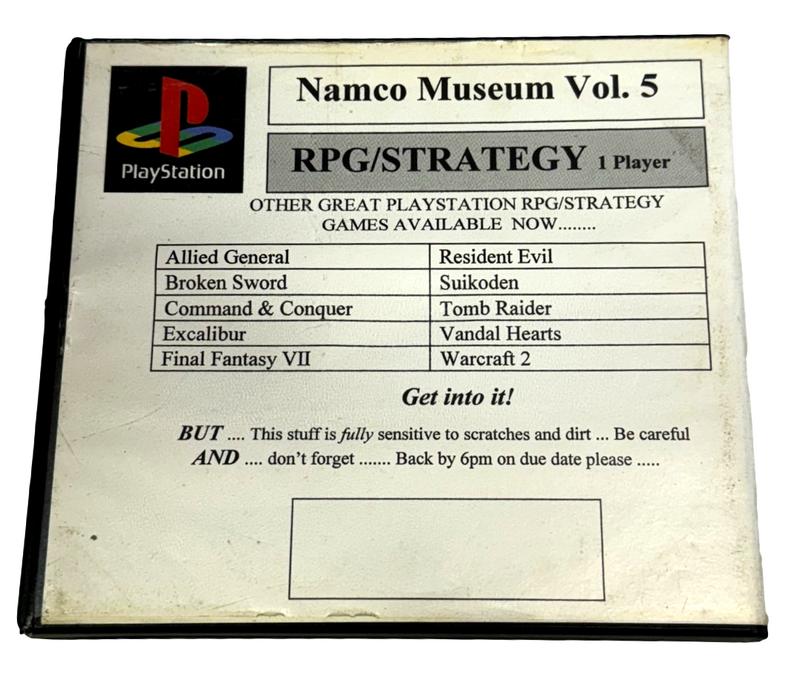 Namco Museum Vol. 5
PlayStation
RPG/STRATEGY 1 Player
OTHER GREAT PLAYSTATION RPG/STRATEGY
GAMES AVAILABLE NOW........
Allied General Resident Evil
Broken Sword Suikoden
Command & Conquer Tomb Raider
Excalibur Vandal Hearts
Final Fantasy VII Warcraft 2
Get into it!
BUT .... This stuff is fully sensitive to scratches and dirt ... Be careful
AND .... don't forget ....... Back by 6pm on due date please .....